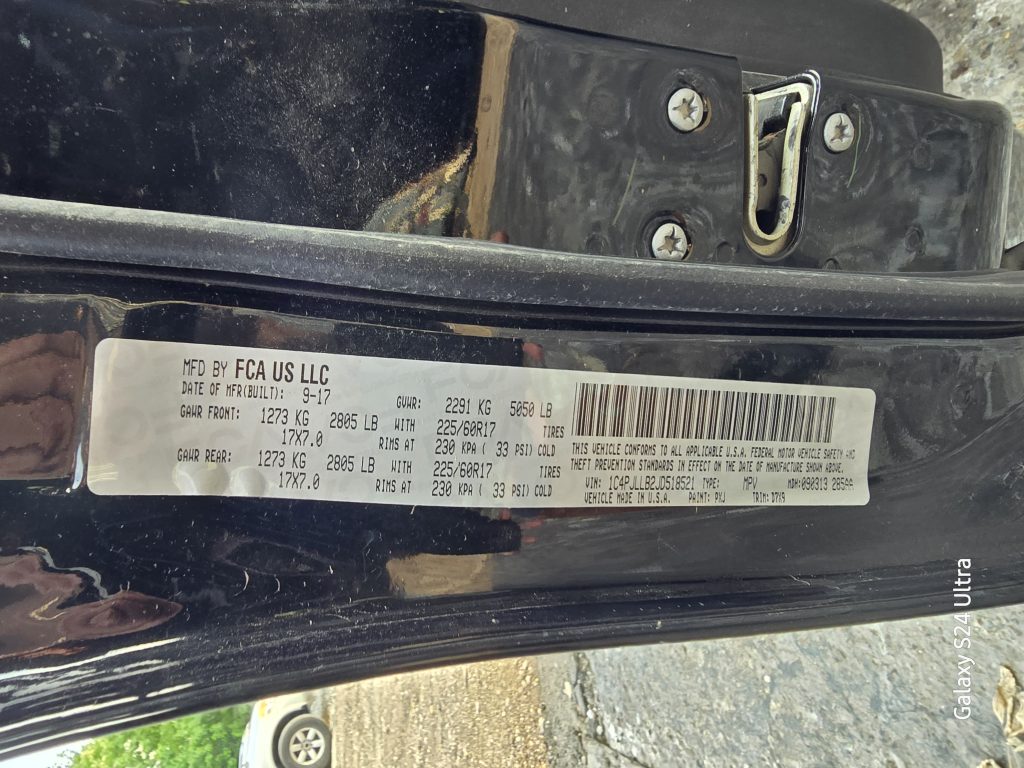 MFD BY FCA US LLC
DATE OF MFR(BUILT): 9-17
GVWR: 2291 KG 5050 LB
GAWR FRONT: 1273 KG 2805 LB WITH 225/60R17 TIRES
17X7.0 RIMS AT 230 KPA ( 33 PSI) COLD
GAWR REAR: 1273 KG 2805 LB WITH 225/60R17 TIRES
17X7.0 RIMS AT 230 KPA ( 33 PSI) COLD
THIS VEHICLE CONFORMS TO ALL APPLICABLE U.S.A. FEDERAL MOTOR VEHICLE SAFETY AND
THEFT PREVENTION STANDARDS IN EFFECT ON THE DATE OF MANUFACTURE SHOWN ABOVE.
VIN: 1C4PJLLB2JD518521 TYPE: MPV MDH:090313 285AA
VEHICLE MADE IN U.S.A. PAINT: PXJ TRIM: D7X9
Galaxy S24 Ultra